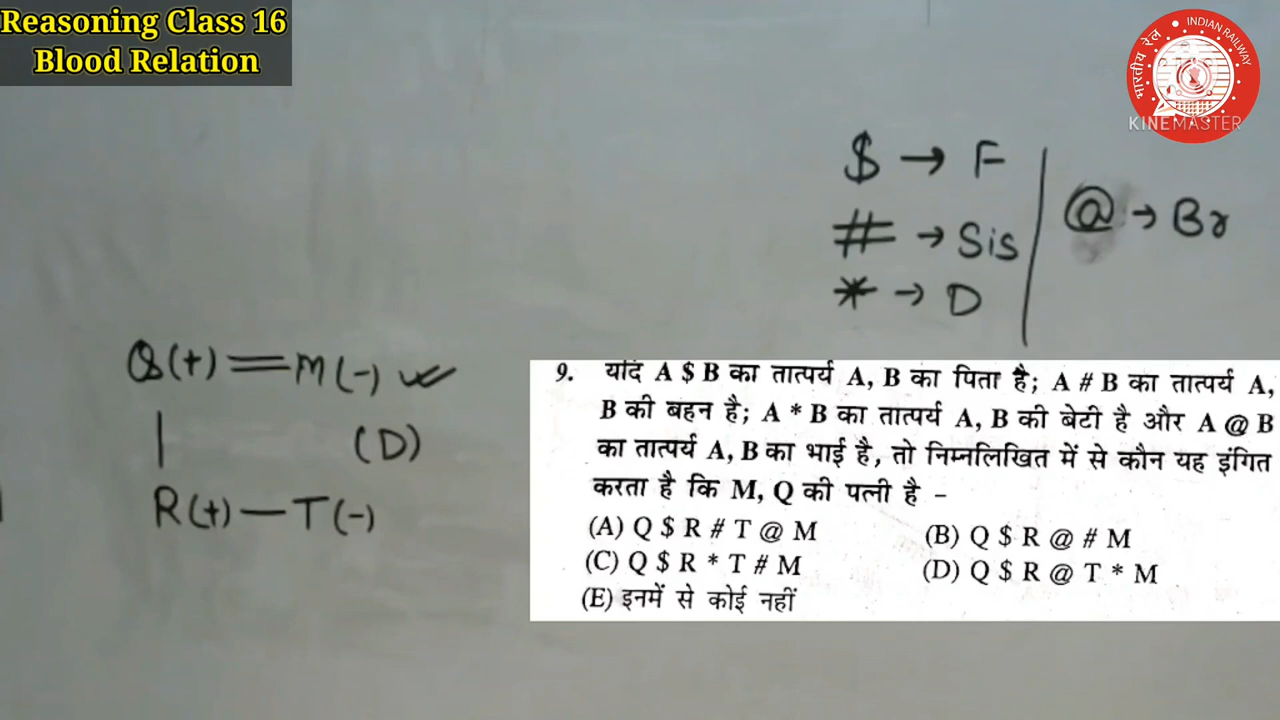 Reasoning Class 16
Blood Relation
भारतीय रेल INDIAN RAILWAY
KINEMASTER
$ → F
# → Sis
* → D
@ → Br
Q(+) = M(-) ✓
(D)
R(+) — T(-)
9. यदि A $ B का तात्पर्य A, B का पिता है; A # B का तात्पर्य A,
B की बहन है; A * B का तात्पर्य A, B की बेटी है और A @ B
का तात्पर्य A, B का भाई है, तो निम्नलिखित में से कौन यह इंगित
करता है कि M, Q की पत्नी है –
(A) Q $ R # T @ M (B) Q $ R @ # M
(C) Q $ R * T # M (D) Q $ R @ T * M
(E) इनमें से कोई नहीं